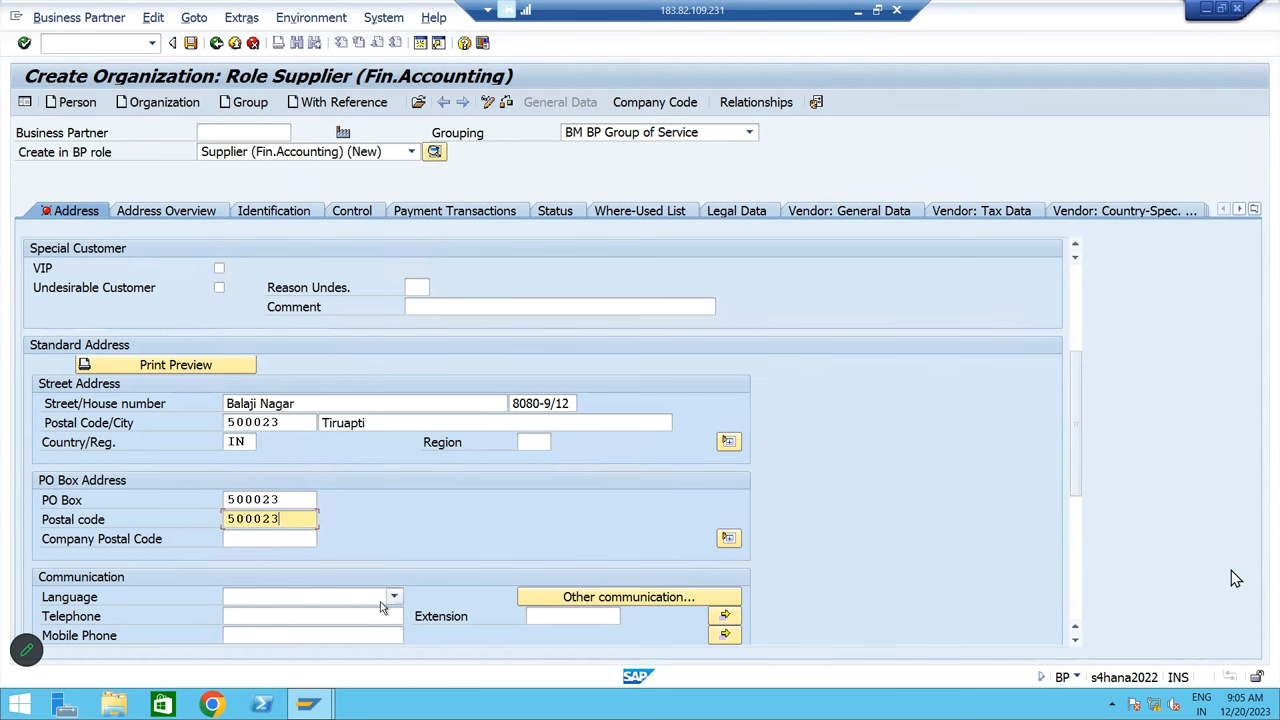 183.82.109.231
Business Partner Edit Goto Extras Environment System Help
Create Organization: Role Supplier (Fin.Accounting)
Person Organization Group With Reference General Data Company Code Relationships
Business Partner Grouping BM BP Group of Service
Create in BP role Supplier (Fin.Accounting) (New)
Address Address Overview Identification Control Payment Transactions Status Where-Used List Legal Data Vendor: General Data Vendor: Tax Data Vendor: Country-Spec. ...
Special Customer
VIP
Undesirable Customer Reason Undes.
Comment
Standard Address
Print Preview
Street Address
Street/House number Balaji Nagar 8080-9/12
Postal Code/City 500023 Tiruapti
Country/Reg. IN Region
PO Box Address
PO Box 500023
Postal code 500023
Company Postal Code
Communication
Language Other communication...
Telephone Extension
Mobile Phone
SAP BP s4hana2022 INS
ENG 9:05 AM
IN 12/20/2023